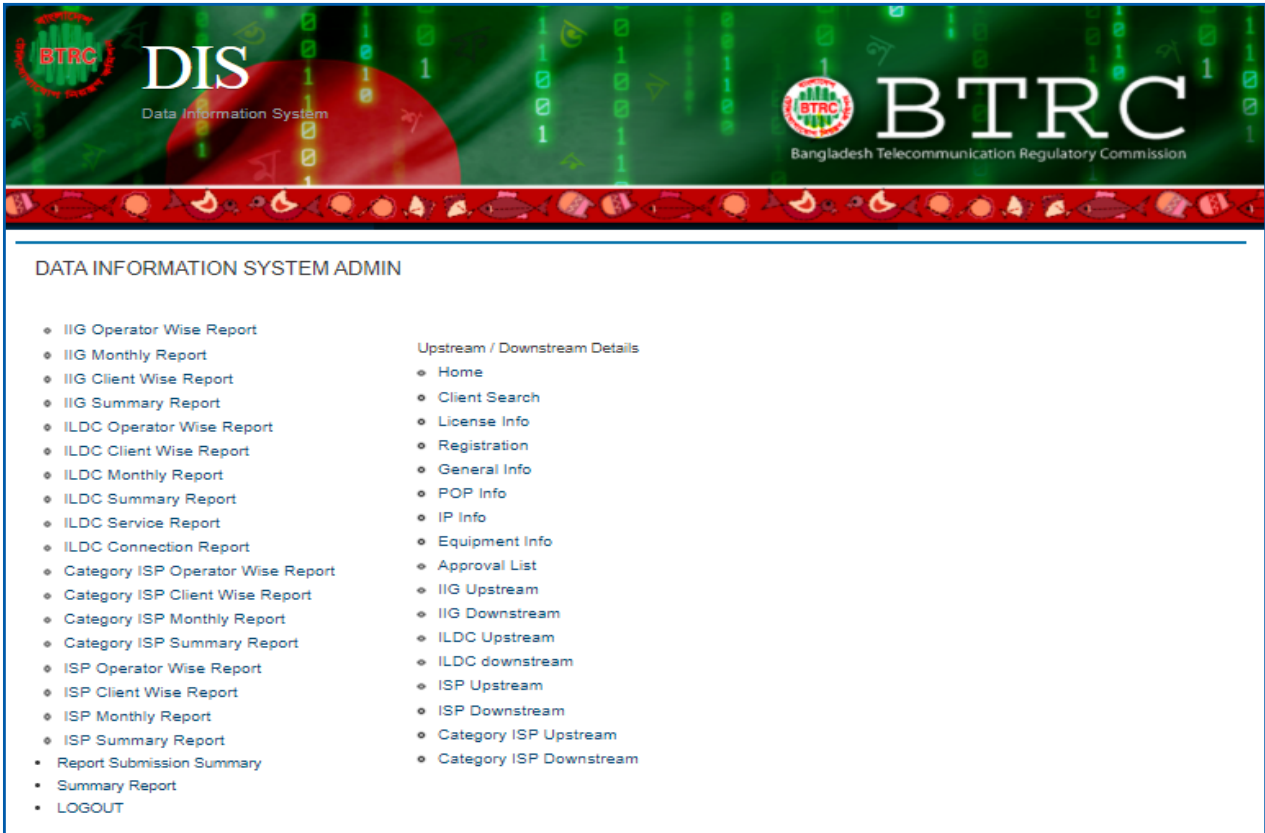 BTRC
DIS
Data Information System
BTRC
BTRC
Bangladesh Telecommunication Regulatory Commission
DATA INFORMATION SYSTEM ADMIN
IIG Operator Wise Report
IIG Monthly Report
IIG Client Wise Report
IIG Summary Report
ILDC Operator Wise Report
ILDC Client Wise Report
ILDC Monthly Report
ILDC Summary Report
ILDC Service Report
ILDC Connection Report
Category ISP Operator Wise Report
Category ISP Client Wise Report
Category ISP Monthly Report
Category ISP Summary Report
ISP Operator Wise Report
ISP Client Wise Report
ISP Monthly Report
ISP Summary Report
Report Submission Summary
Summary Report
LOGOUT
Upstream / Downstream Details
Home
Client Search
License Info
Registration
General Info
POP Info
IP Info
Equipment Info
Approval List
IIG Upstream
IIG Downstream
ILDC Upstream
ILDC downstream
ISP Upstream
ISP Downstream
Category ISP Upstream
Category ISP Downstream